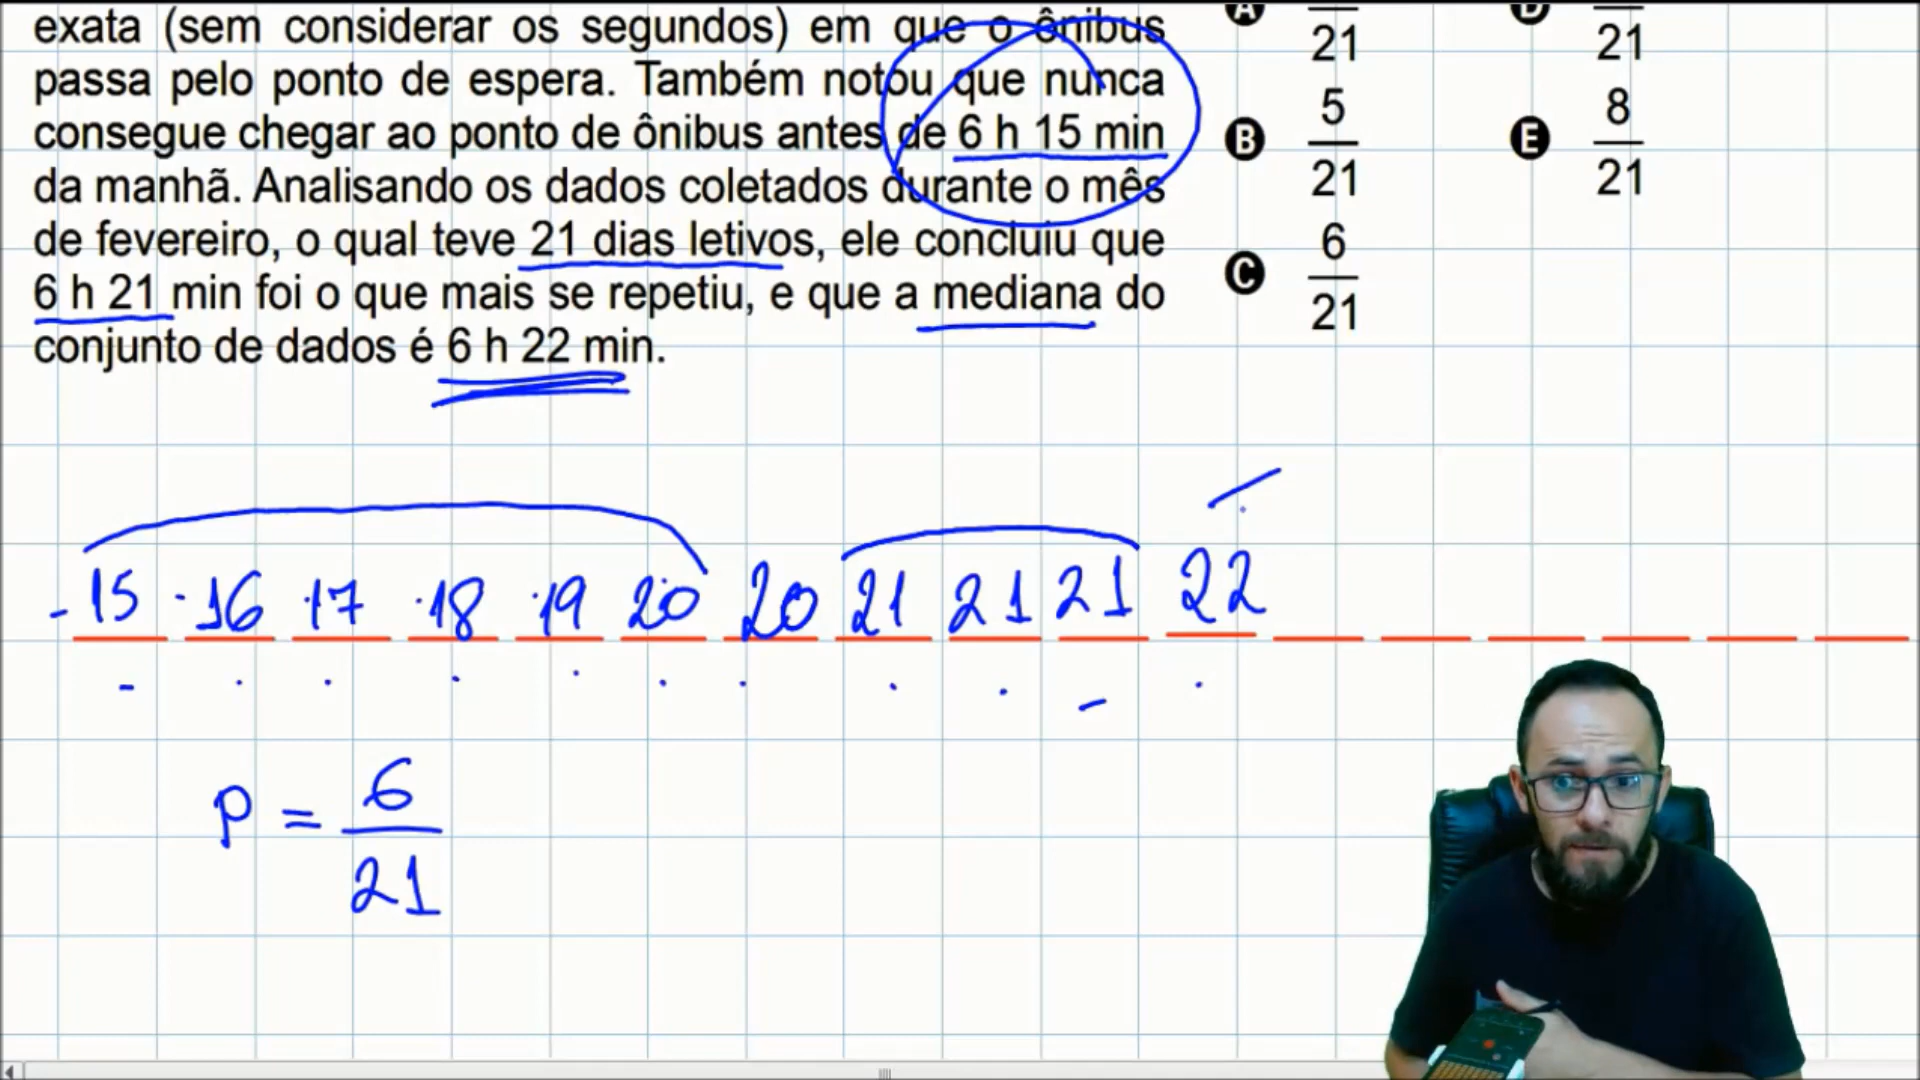 exata (sem considerar os segundos) em que o ônibus
passa pelo ponto de espera. Também notou que nunca
consegue chegar ao ponto de ônibus antes de 6 h 15 min
da manhã. Analisando os dados coletados durante o mês
de fevereiro, o qual teve 21 dias letivos, ele concluiu que
6 h 21 min foi o que mais se repetiu, e que a mediana do
conjunto de dados é 6 h 22 min.
A
21
B 5
21
C 6
21
D
21
E 8
21
15 16 17 18 19 20 20 21 21 21 22
P = 6
21